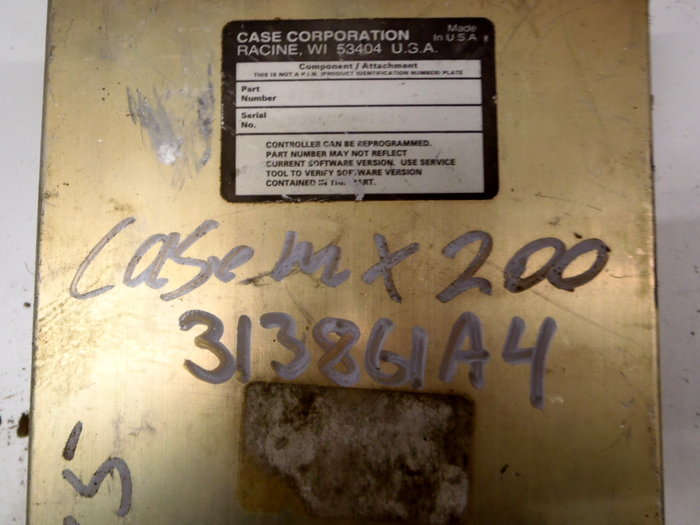 CASE CORPORATION
RACINE, WI 53404 U.S.A.
Made
In U S A
Component / Attachment
THIS IS NOT A P.I.N. (PRODUCT IDENTIFICATION NUMBER) PLATE
Part
Number
Serial
No.
CONTROLLER CAN BE REPROGRAMMED.
PART NUMBER MAY NOT REFLECT
CURRENT SOFTWARE VERSION. USE SERVICE
TOOL TO VERIFY SOFTWARE VERSION
CONTAINED IN THIS PART.
Case mx 200
313861A4